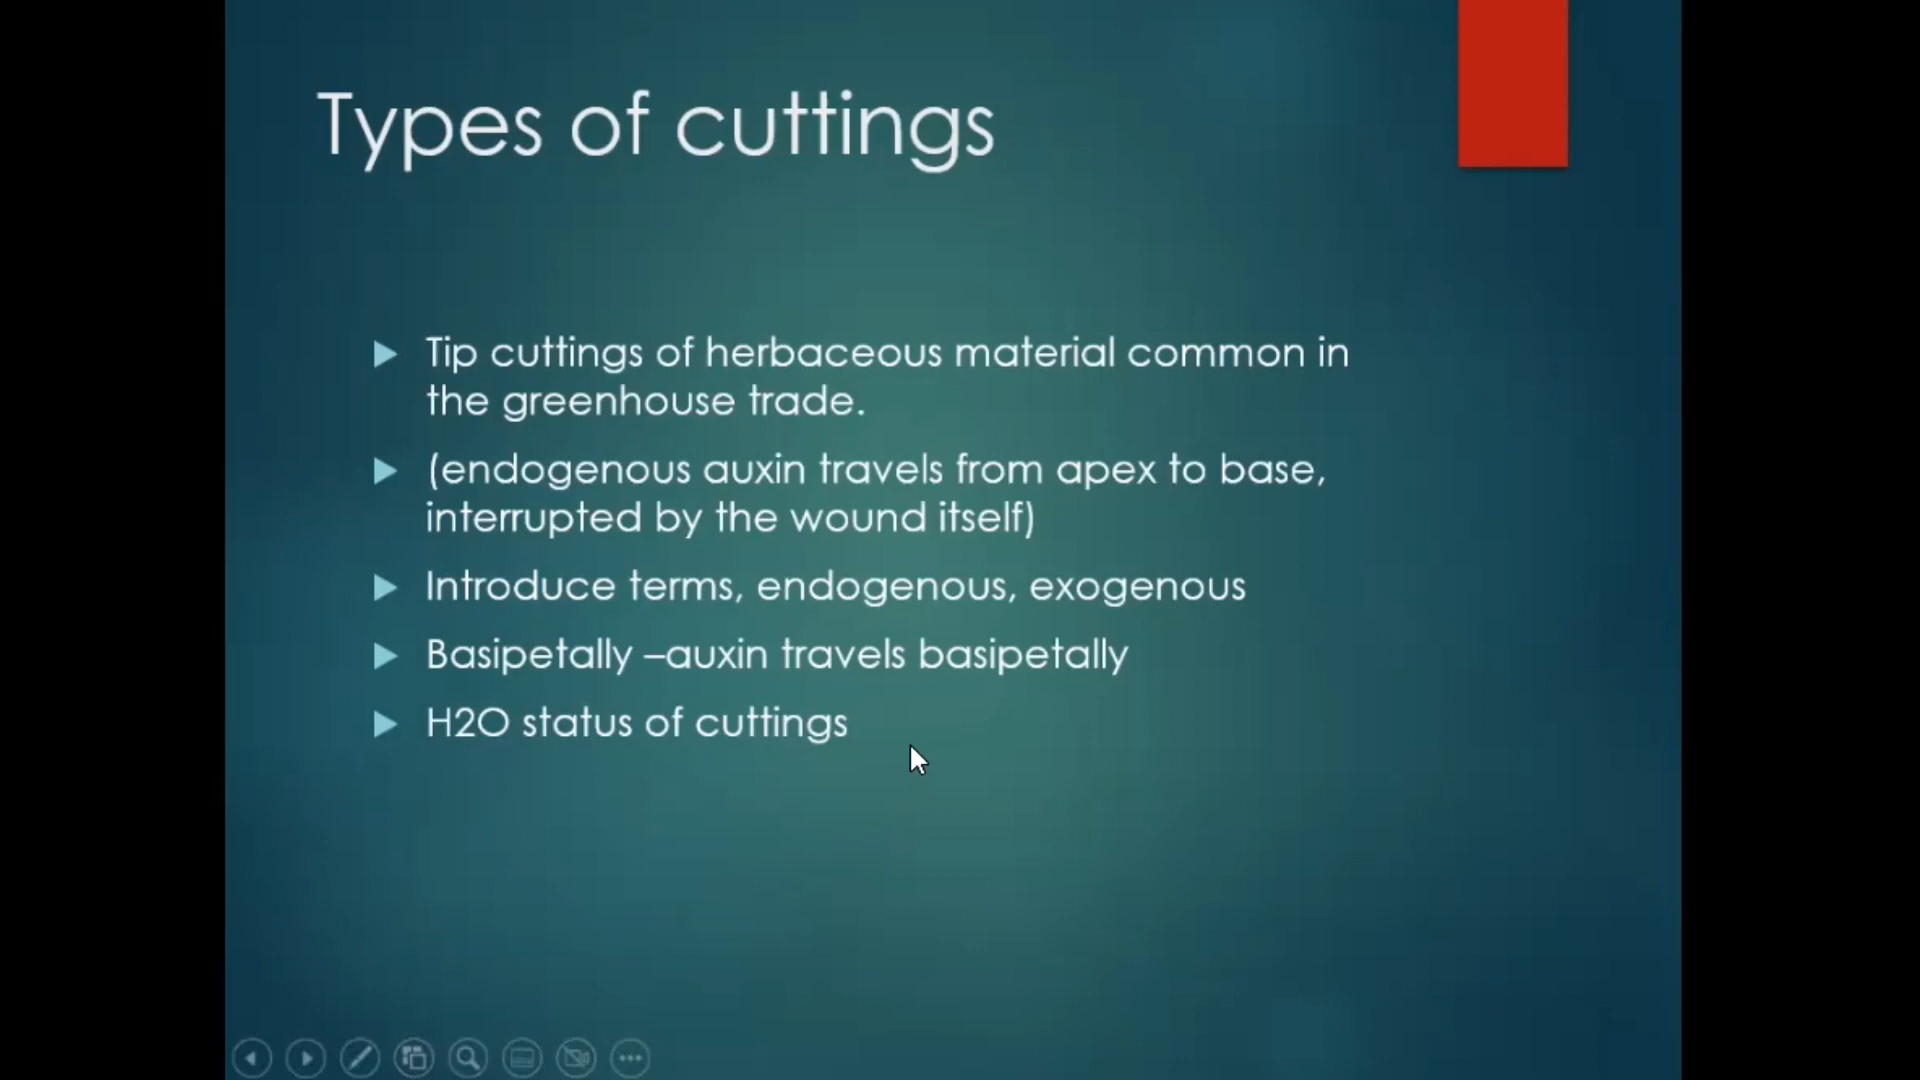 Types of cuttings
Tip cuttings of herbaceous material common in
the greenhouse trade.
(endogenous auxin travels from apex to base,
interrupted by the wound itself)
Introduce terms, endogenous, exogenous
Basipetally –auxin travels basipetally
H2O status of cuttings